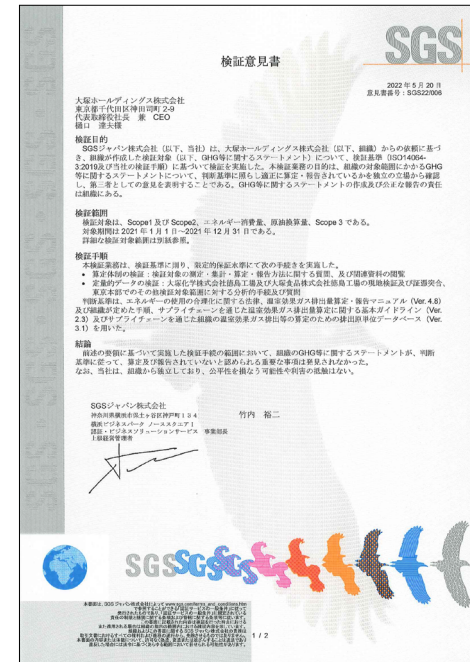 SGS
検証意見書
2022 年 5 月 20 日
意見書番号：SGS22/006
大塚ホールディングス株式会社
東京都千代田区神田司町 2-9
代表取締役社長 兼 CEO
樋口 達夫様
検証目的
SGSジャパン株式会社（以下、当社）は、大塚ホールディングス株式会社（以下、組織）からの依頼に基づ
き、組織が作成した検証対象（以下、GHG等に関するステートメント）について、検証基準（ISO14064-
3:2019及び当社の検証手順）に基づいて検証を実施した。本検証業務の目的は、組織の対象範囲にかかるGHG
等に関するステートメントについて、判断基準に照らし適正に算定・報告されているかを独立の立場から確認
し、第三者としての意見を表明することである。GHG等に関するステートメントの作成及び公正な報告の責任
は組織にある。
検証範囲
検証対象は、Scope1 及び Scope2、エネルギー消費量、原油換算量、Scope 3 である。
対象期間は 2021 年 1 月 1 日~2021 年 12 月 31 日である。
詳細な検証対象範囲は別紙参照。
検証手順
本検証業務は、検証基準に則り、限定的保証水準にて次の手続きを実施した。
• 算定体制の検証：検証対象の測定・集計・算定・報告方法に関する質問、及び関連資料の閲覧
• 定量的データの検証：大塚化学株式会社徳島工場及び大塚食品株式会社徳島工場の現地検証及び証憑突合、
東京本部でのその他検証対象範囲に対する分析的手続及び質問
判断基準は、エネルギーの使用の合理化に関する法律、温室効果ガス排出量算定・報告マニュアル (Ver. 4.8)
及び組織が定めた手順、サプライチェーンを通じた温室効果ガス排出量算定に関する基本ガイドライン (Ver.
2.3) 及びサプライチェーンを通じた組織の温室効果ガス排出等の算定のための排出原単位データベース (Ver.
3.1) を用いた。
結論
前述の要領に基づいて実施した検証手続の範囲において、組織のGHG等に関するステートメントが、判断
基準に従って、算定及び報告されていないと認められる重要な事項は発見されなかった。
なお、当社は、組織から独立しており、公平性を損なう可能性や利害の抵触はない。
SGSジャパン株式会社
神奈川県横浜市保土ヶ谷区神戸町 1 3 4
横浜ビジネスパーク ノーススクエア 1
認証・ビジネスソリューションサービス 事業部長
上級経営管理者
竹内 裕二
SGSSGSSGS
1 / 2